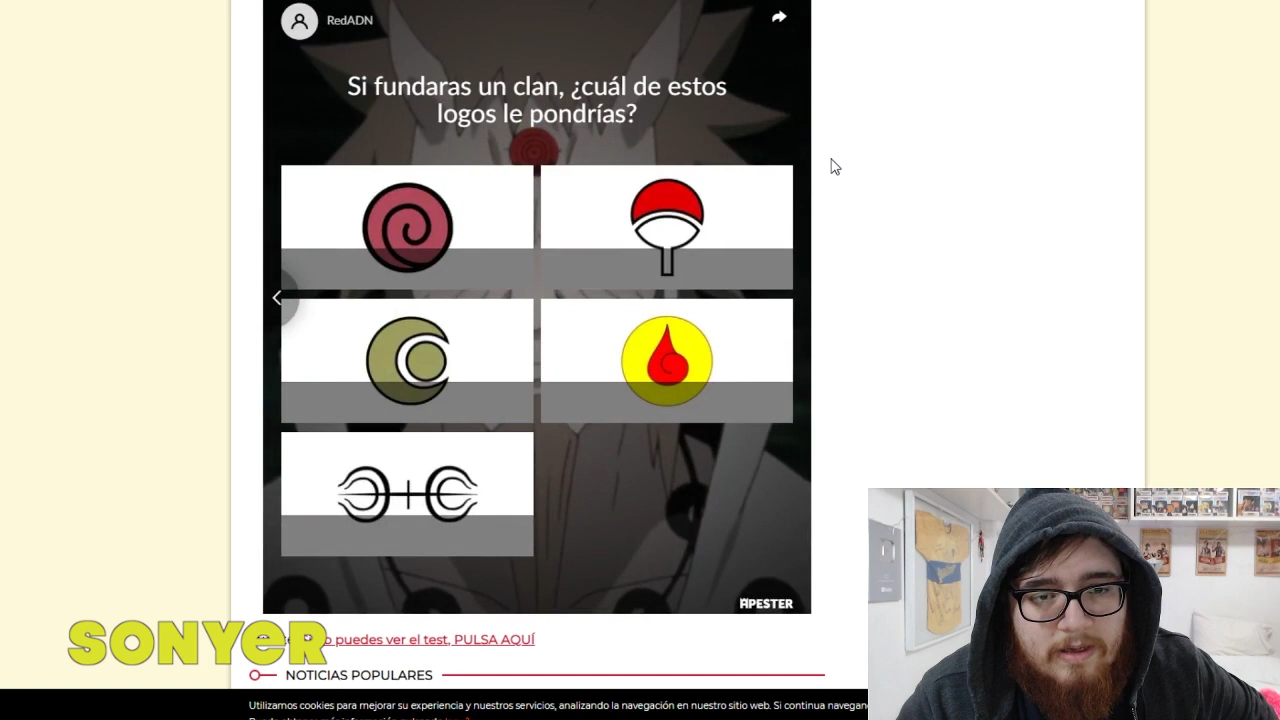 RedADN
Si fundaras un clan, ¿cuál de estos
logos le pondrías?
APESTER
puedes ver el test, PULSA AQUÍ
SONYER
NOTICIAS POPULARES
Utilizamos cookies para mejorar su experiencia y nuestros servicios, analizando la navegación en nuestro sitio web. Si continua